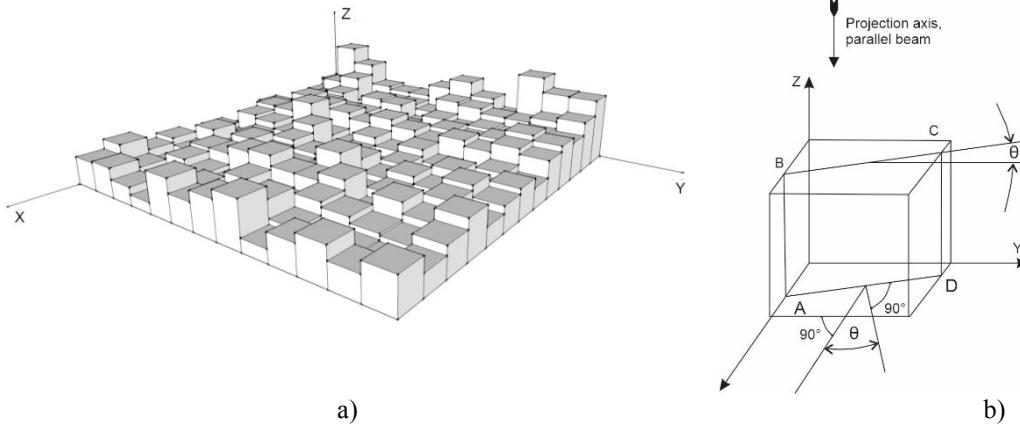 Z
X
Y
a)
Projection axis,
parallel beam
Z
C
B
θ
Y
D
A
90°
90°
θ
b)